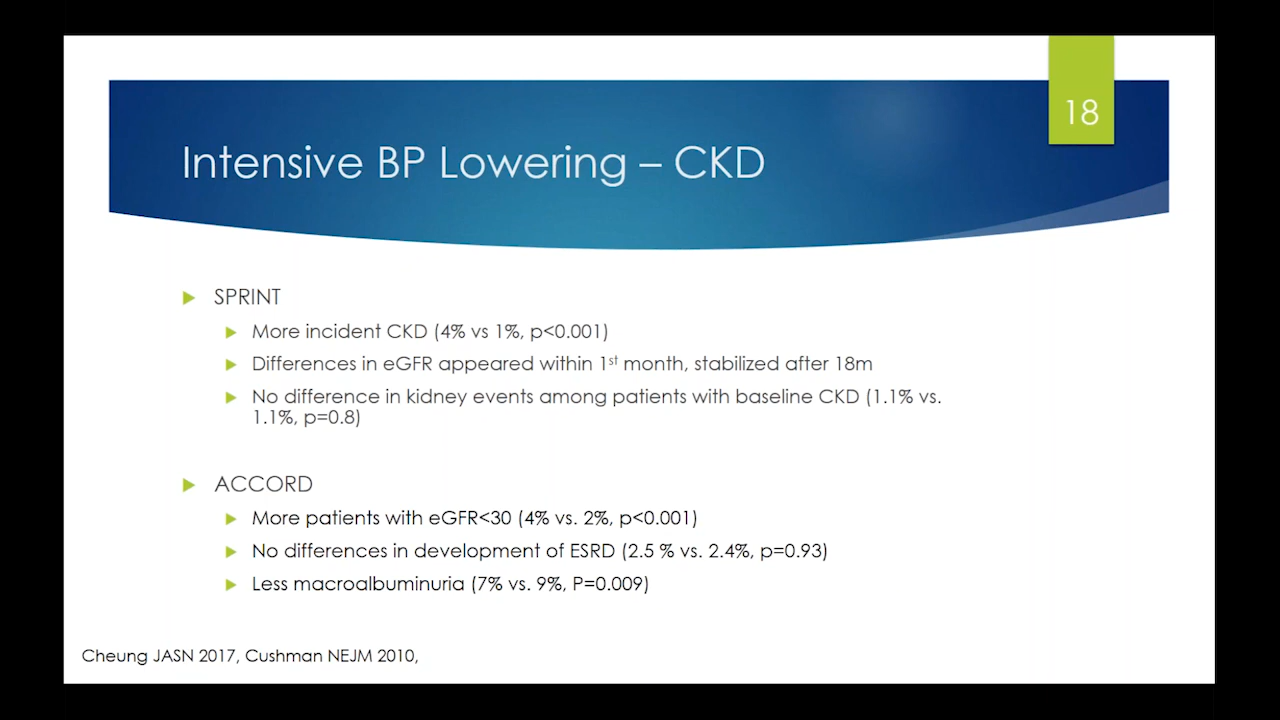 18
Intensive BP Lowering – CKD
SPRINT
More incident CKD (4% vs 1%, p<0.001)
Differences in eGFR appeared within 1st month, stabilized after 18m
No difference in kidney events among patients with baseline CKD (1.1% vs.
1.1%, p=0.8)
ACCORD
More patients with eGFR<30 (4% vs. 2%, p<0.001)
No differences in development of ESRD (2.5 % vs. 2.4%, p=0.93)
Less macroalbuminuria (7% vs. 9%, P=0.009)
Cheung JASN 2017, Cushman NEJM 2010,